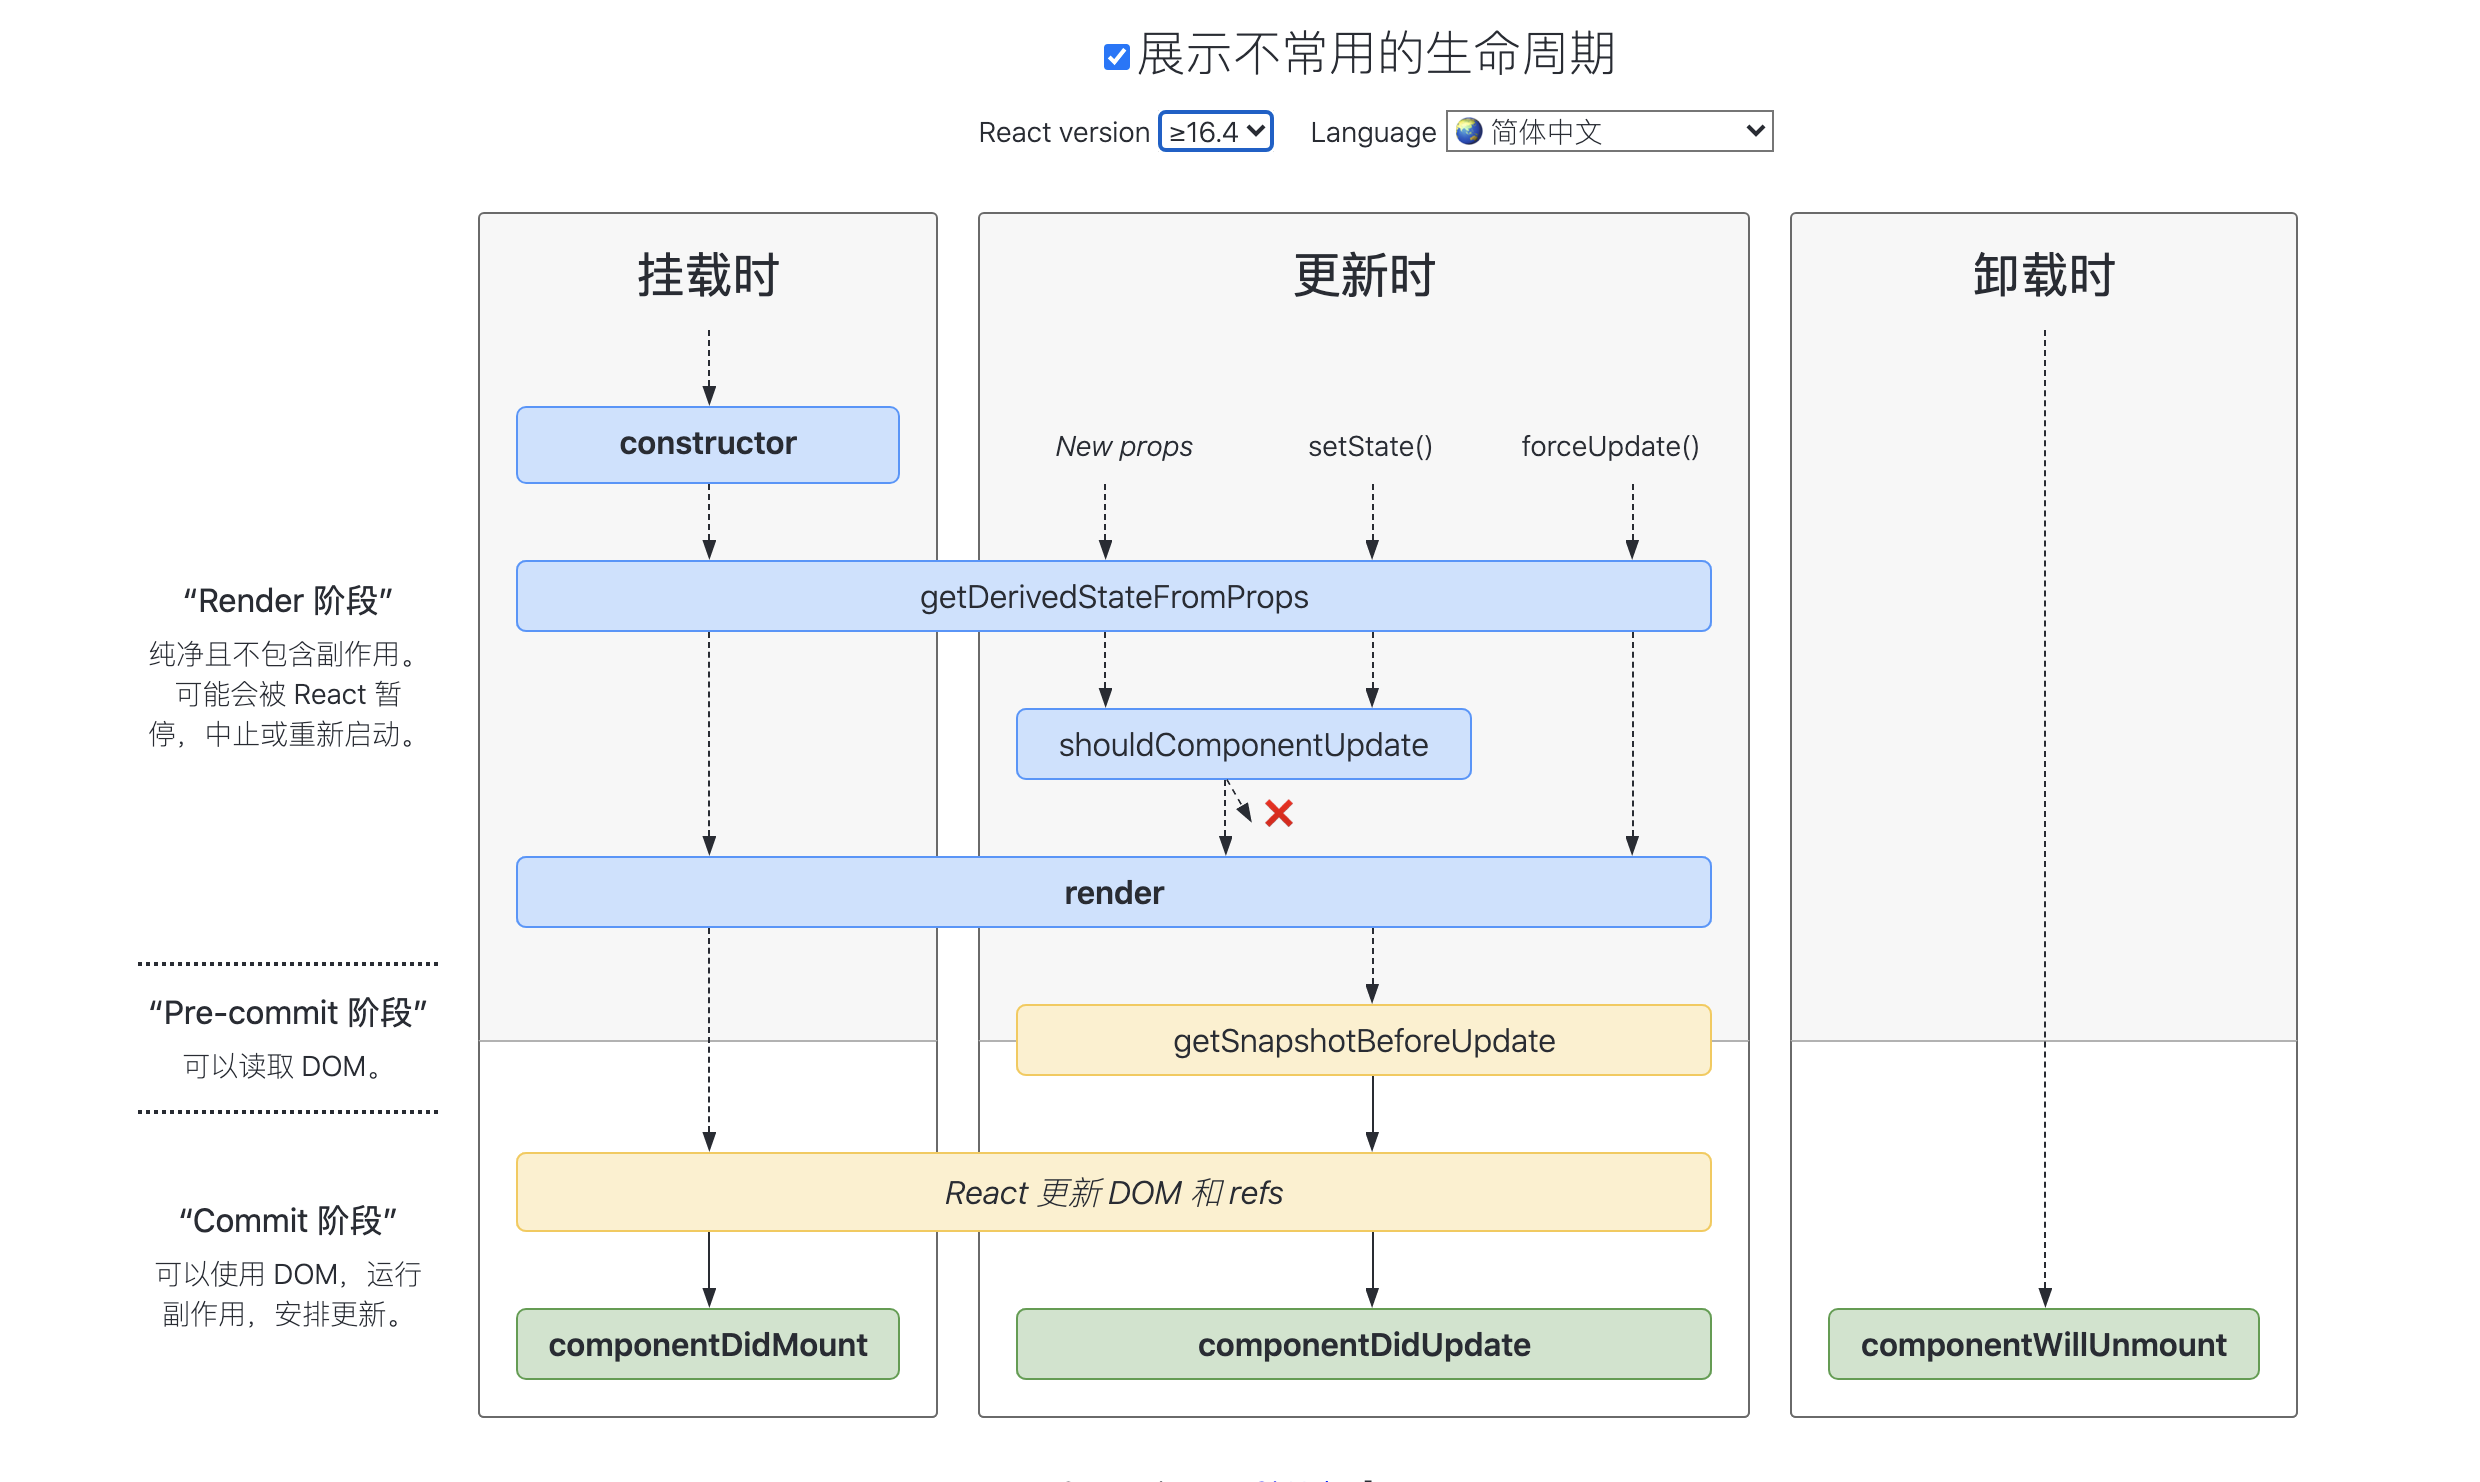 展示不常用的生命周期
React version ≥16.4 Language 简体中文
挂载时
更新时
卸载时
constructor
New props
setState()
forceUpdate()
getDerivedStateFromProps
“Render 阶段”
纯净且不包含副作用。
可能会被 React 暂
停，中止或重新启动。
shouldComponentUpdate
render
“Pre-commit 阶段”
可以读取 DOM。
getSnapshotBeforeUpdate
React 更新 DOM 和 refs
“Commit 阶段”
可以使用 DOM，运行
副作用，安排更新。
componentDidMount
componentDidUpdate
componentWillUnmount